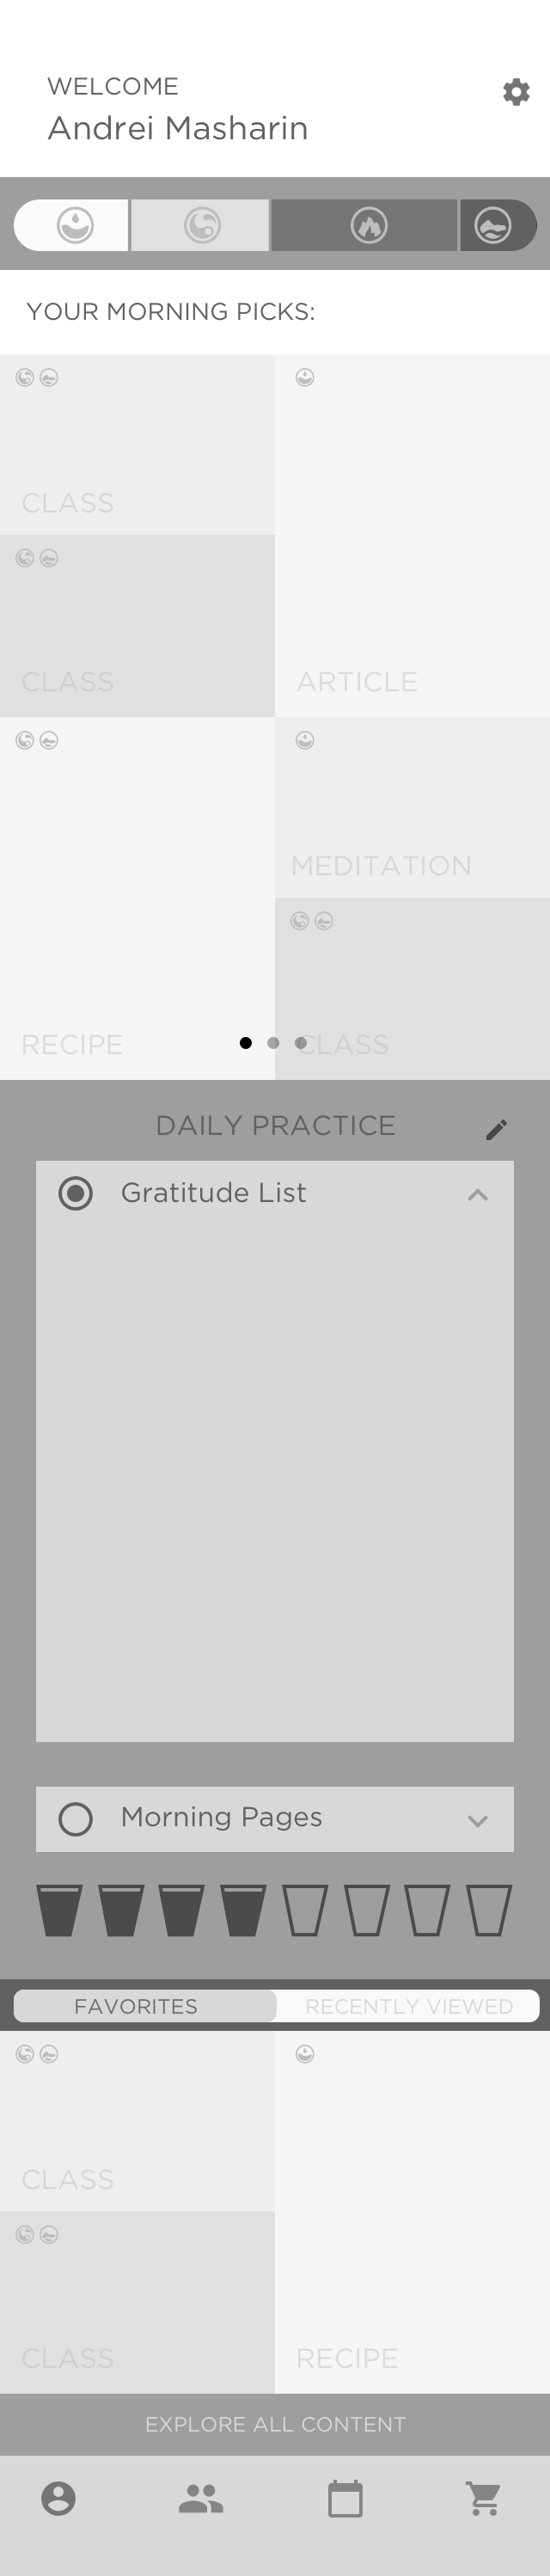 WELCOME
Andrei Masharin
YOUR MORNING PICKS:
CLASS
CLASS
ARTICLE
RECIPE
MEDITATION
CLASS
DAILY PRACTICE
Gratitude List
Morning Pages
FAVORITES
RECENTLY VIEWED
CLASS
CLASS
RECIPE
EXPLORE ALL CONTENT